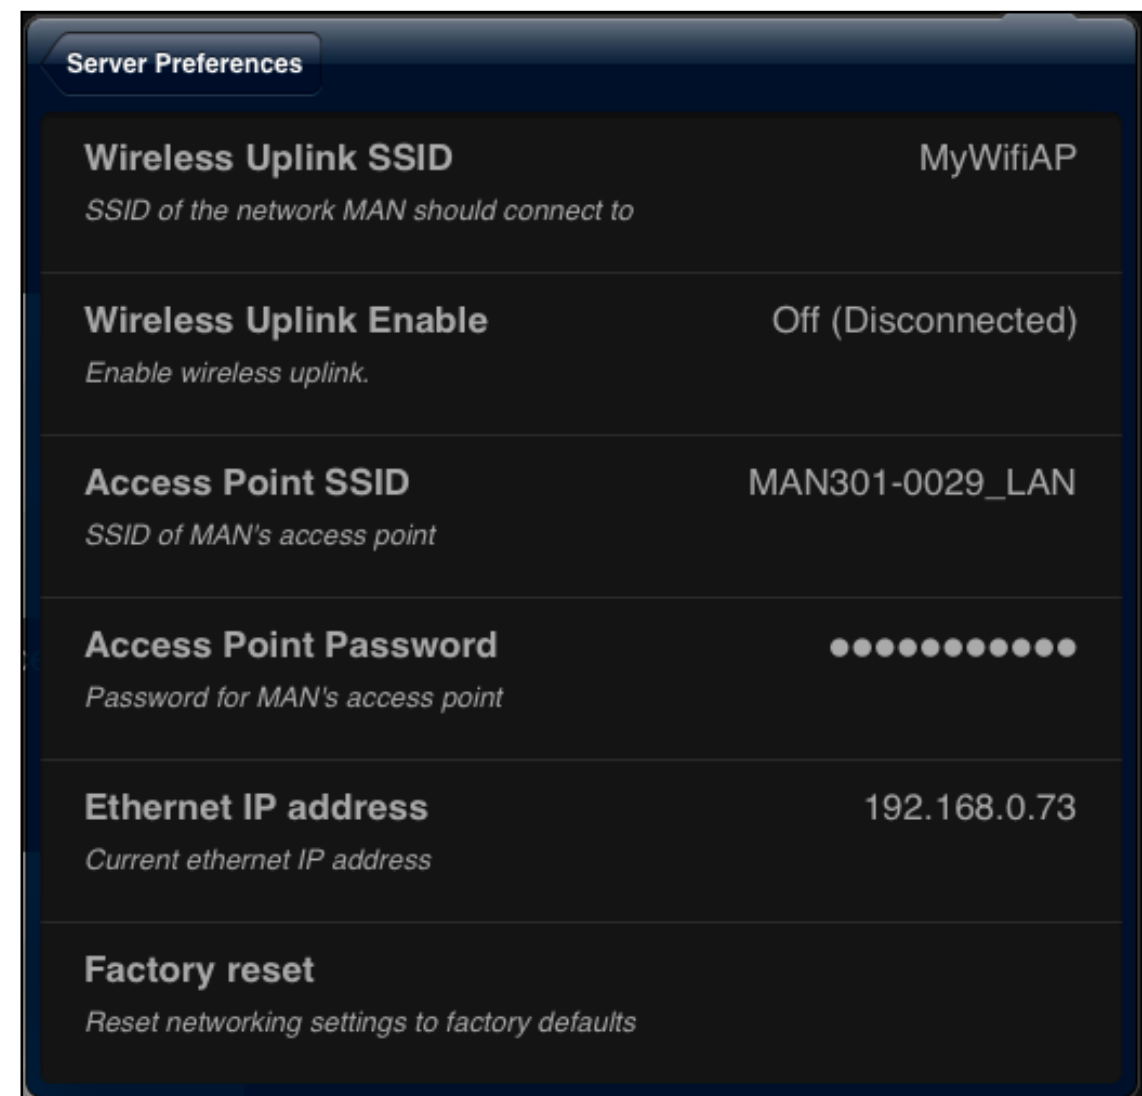 Server Preferences
Wireless Uplink SSID MyWifiAP
SSID of the network MAN should connect to
Wireless Uplink Enable Off (Disconnected)
Enable wireless uplink.
Access Point SSID MAN301-0029_LAN
SSID of MAN's access point
Access Point Password ●●●●●●●●●●●
Password for MAN's access point
Ethernet IP address 192.168.0.73
Current ethernet IP address
Factory reset
Reset networking settings to factory defaults